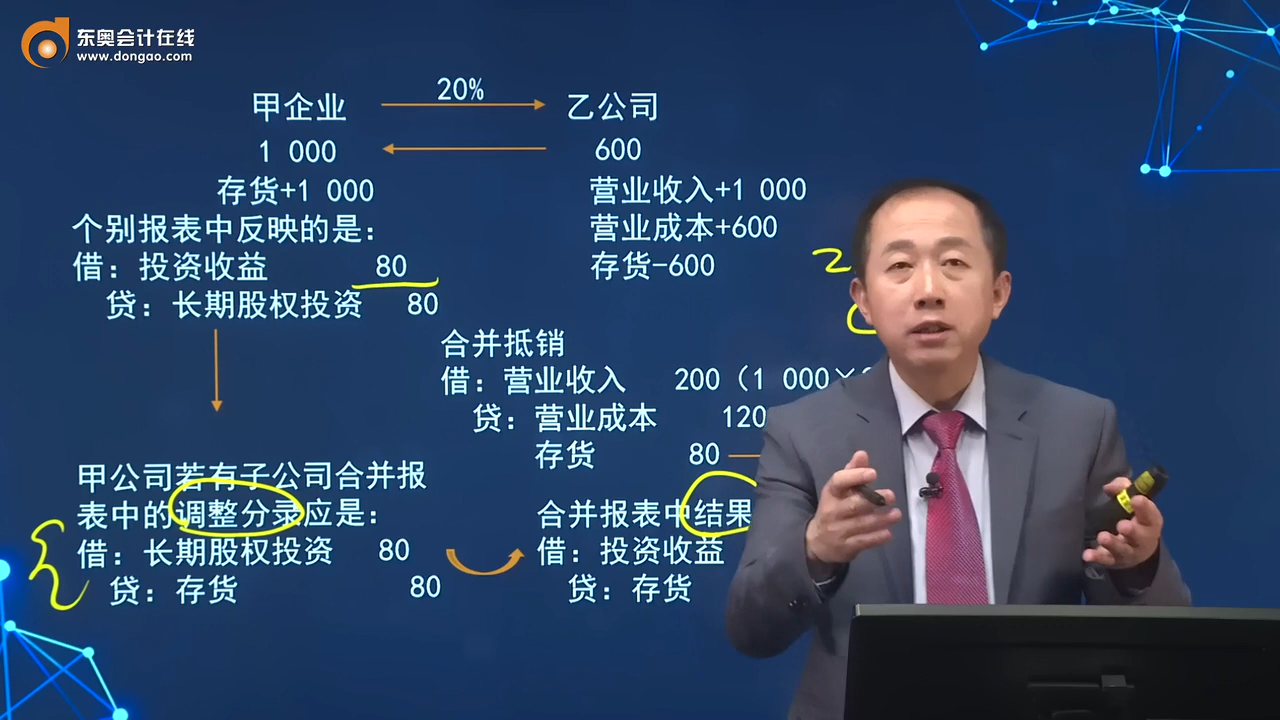 东奥会计在线
www.dongao.com
20%
甲企业
乙公司
1 000
600
存货+1 000
营业收入+1 000
个别报表中反映的是：
营业成本+600
借：投资收益 80
存货-600
贷：长期股权投资 80
合并抵销
借：营业收入 200（1 000×
贷：营业成本 120
存货 80
甲公司若有子公司合并报
表中的调整分录应是：
借：长期股权投资 80
贷：存货 80
合并报表中结果
借：投资收益
贷：存货